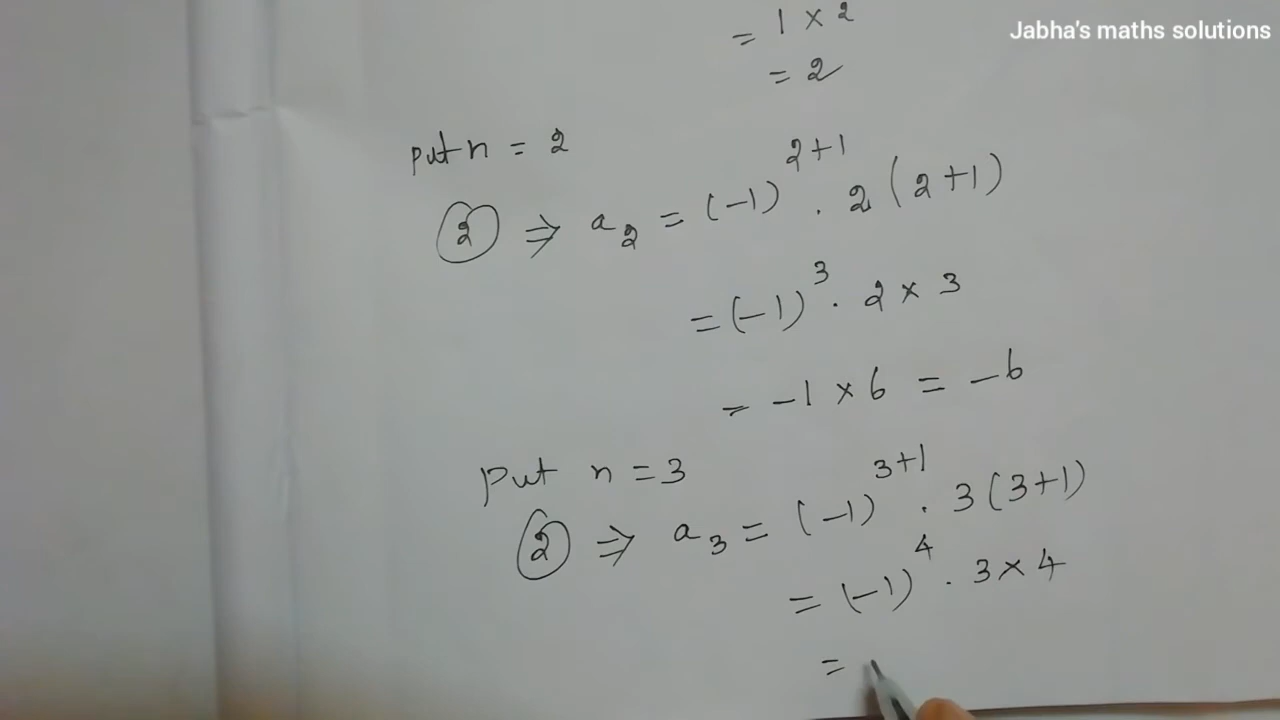 Jabha's maths solutions
= 1 × 2
= 2
put n = 2
② ⇒ a₂ = (-1)²⁺¹ . 2 (2+1)
= (-1)³ . 2 × 3
= -1 × 6 = -6
Put n = 3
② ⇒ a₃ = (-1)³⁺¹ . 3 (3+1)
= (-1)⁴ . 3 × 4
=